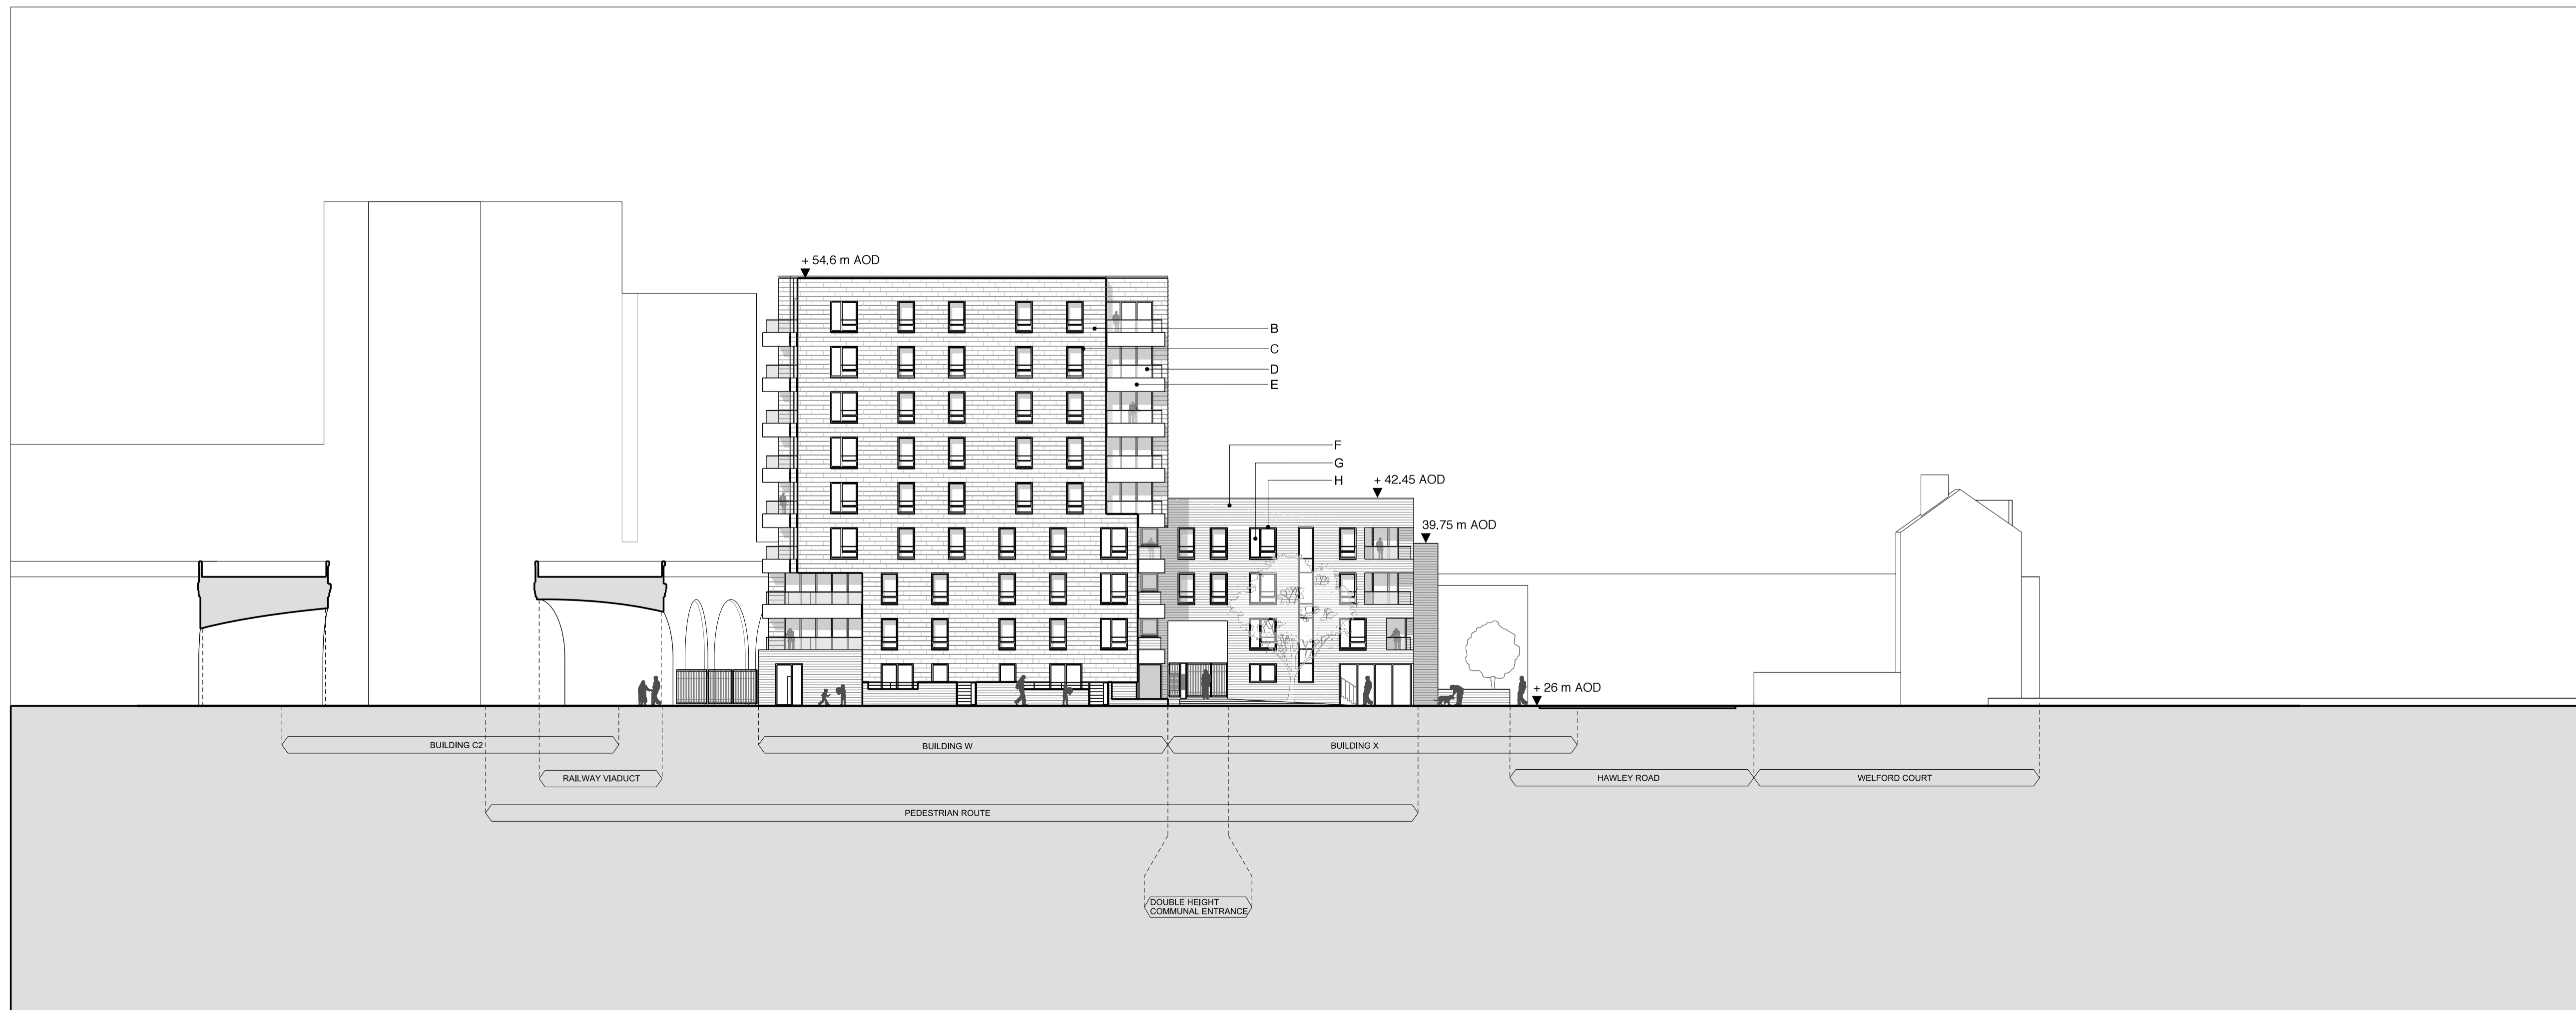 + 54.6 m AOD
B
C
D
E
F
G
H
+ 42.45 AOD
39.75 m AOD
+ 26 m AOD
BUILDING C2
BUILDING W
BUILDING X
RAILWAY VIADUCT
HAWLEY ROAD
WELFORD COURT
PEDESTRIAN ROUTE
DOUBLE HEIGHT
COMMUNAL ENTRANCE